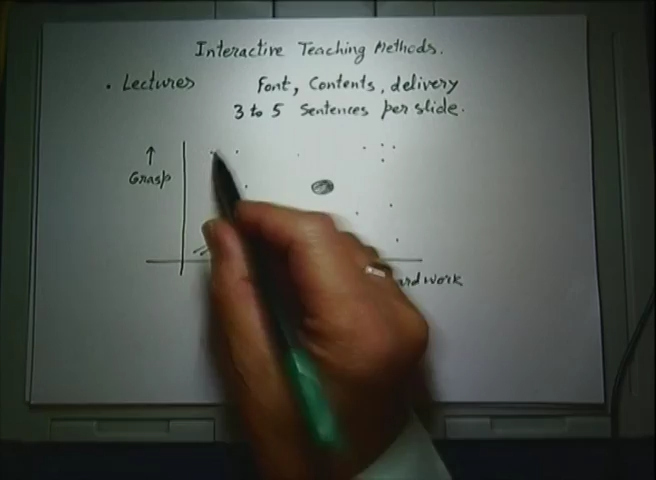 Interactive Teaching Methods.
• Lectures Font, Contents, delivery
3 to 5 Sentences per slide.
↑
Grasp